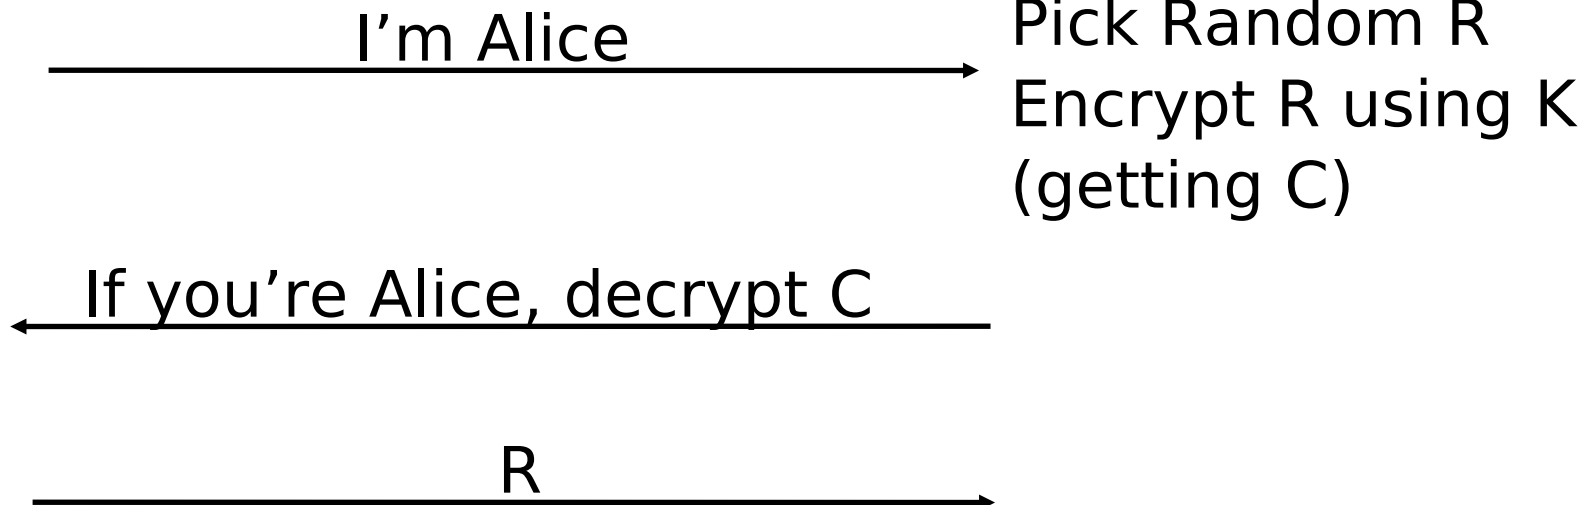 I’m Alice
Pick Random R
Encrypt R using K
(getting C)
If you’re Alice, decrypt C
R